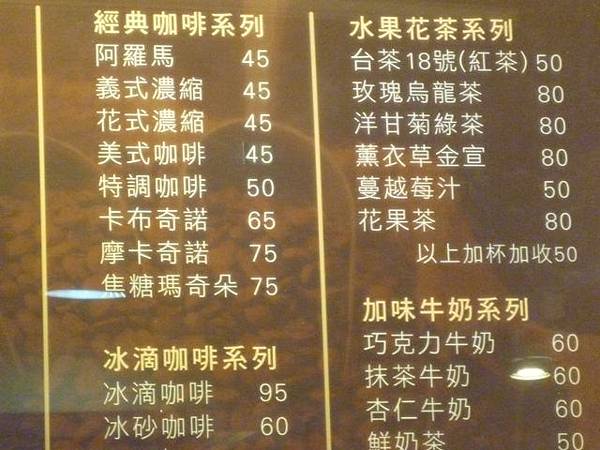 經典咖啡系列
阿羅馬 45
義式濃縮 45
花式濃縮 45
美式咖啡 45
特調咖啡 50
卡布奇諾 65
摩卡奇諾 75
焦糖瑪奇朵 75
冰滴咖啡系列
冰滴咖啡 95
冰砂咖啡 60
水果花茶系列
台茶18號(紅茶) 50
玫瑰烏龍茶 80
洋甘菊綠茶 80
薰衣草金宣 80
蔓越莓汁 50
花果茶 80
以上加杯加收50
加味牛奶系列
巧克力牛奶 60
抹茶牛奶 60
杏仁牛奶 60
鮮奶茶 50